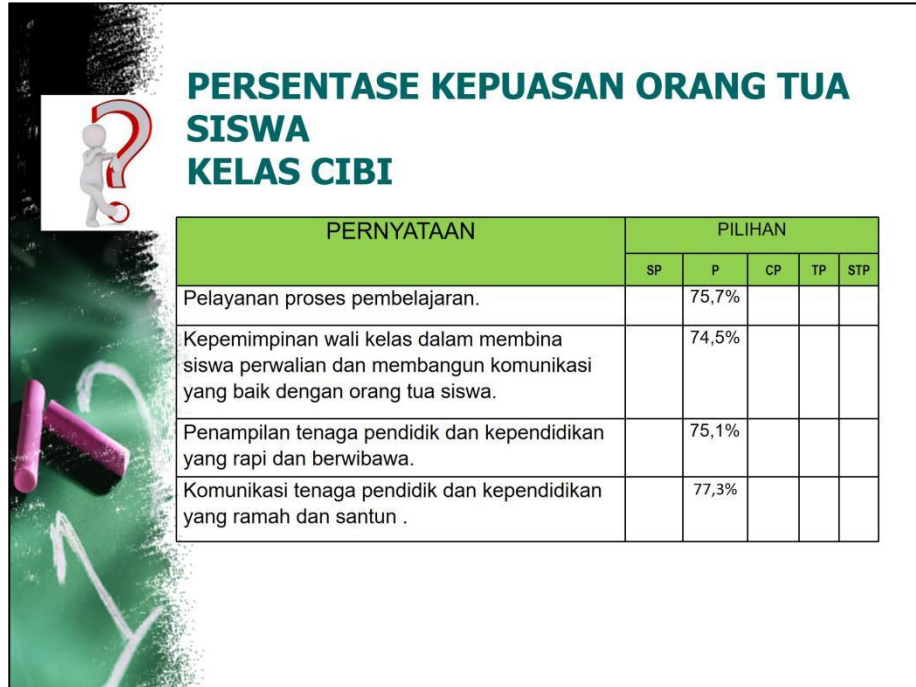 PERSENTASE KEPUASAN ORANG TUA
SISWA
KELAS CIBI
PERNYATAAN PILIHAN
SP P CP TP STP
Pelayanan proses pembelajaran. 75,7%
Kepemimpinan wali kelas dalam membina 74,5%
siswa perwalian dan membangun komunikasi
yang baik dengan orang tua siswa.
Penampilan tenaga pendidik dan kependidikan 75,1%
yang rapi dan berwibawa.
Komunikasi tenaga pendidik dan kependidikan 77,3%
yang ramah dan santun .